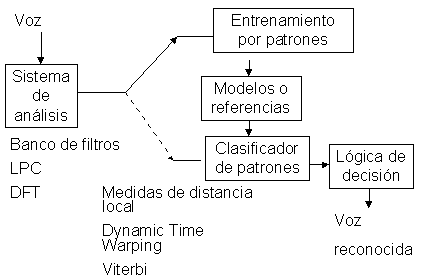 Voz
Entrenamiento
por patrones
Sistema
de
análisis
Modelos o
referencias
Banco de filtros
LPC
DFT
Clasificador
de patrones
Lógica de
decisión
Medidas de distancia
local
Dynamic Time
Warping
Viterbi
Voz
reconocida